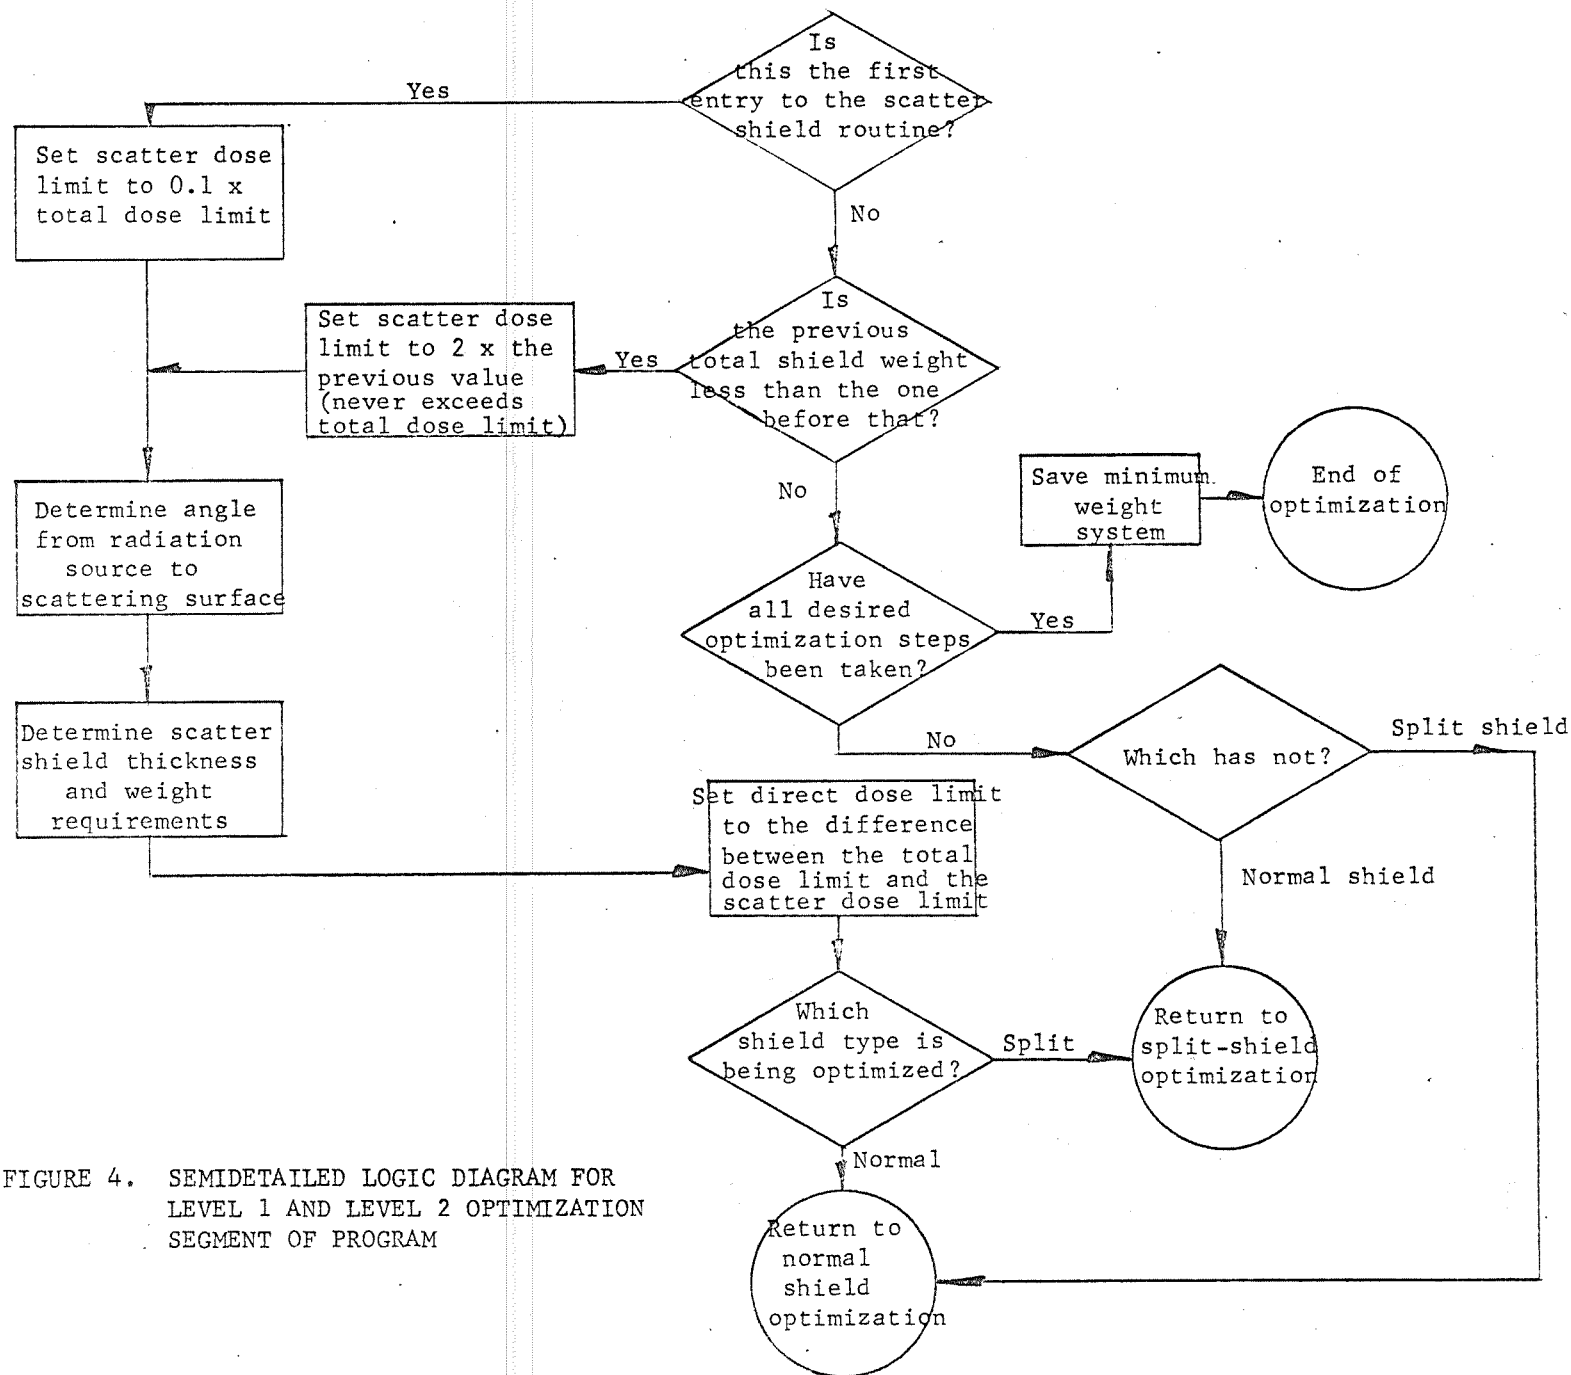 Is
this the first
entry to the scatter
shield routine?
Yes
Set scatter dose
limit to 0.1 x
total dose limit
No
Is
the previous
total shield weight
less than the one
before that?
Yes
Set scatter dose
limit to 2 x the
previous value
(never exceeds
total dose limit)
No
Save minimum
weight
system
End of
optimization
Determine angle
from radiation
source to
scattering surface
Have
all desired
optimization steps
been taken?
Yes
No
Which has not?
Split shield
Normal shield
Determine scatter
shield thickness
and weight
requirements
Set direct dose limit
to the difference
between the total
dose limit and the
scatter dose limit
Which
shield type is
being optimized?
Split
Return to
split-shield
optimization
Normal
Return to
normal
shield
optimization
FIGURE 4. SEMIDETAILED LOGIC DIAGRAM FOR
LEVEL 1 AND LEVEL 2 OPTIMIZATION
SEGMENT OF PROGRAM